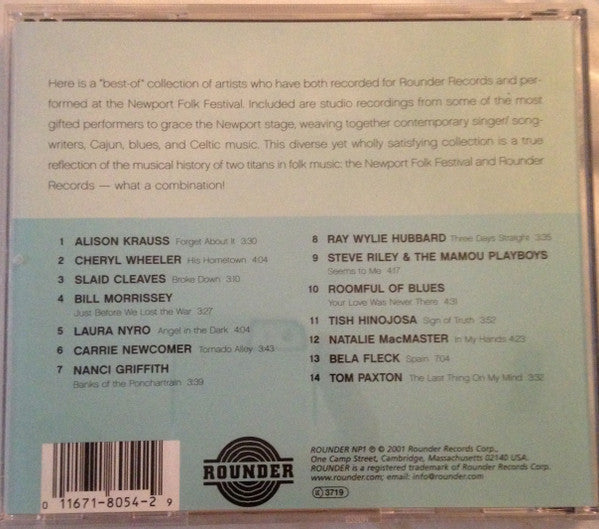 Here is a "best-of" collection of artists who have both recorded for Rounder Records and per-
formed at the Newport Folk Festival. Included are studio recordings from some of the most
gifted performers to grace the Newport stage, weaving together contemporary singer/ song-
writers, Cajun, blues, and Celtic music. This diverse yet wholly satisfying collection is a true
reflection of the musical history of two titans in folk music: the Newport Folk Festival and Rounder
Records — what a combination!
1 ALISON KRAUSS Forget About It 3:30
2 CHERYL WHEELER His Hometown 4:04
3 SLAID CLEAVES Broke Down 3:10
4 BILL MORRISSEY
Just Before We Lost the War 3:27
5 LAURA NYRO Angel in the Dark 4:04
6 CARRIE NEWCOMER Tornado Alley 3:43
7 NANCI GRIFFITH
Banks of the Ponchartrain 3:39
8 RAY WYLIE HUBBARD Three Days Straight 3:35
9 STEVE RILEY & THE MAMOU PLAYBOYS
Seems to Me 4:17
10 ROOMFUL OF BLUES
Your Love Was Never There 4:31
11 TISH HINOJOSA Sign of Truth 3:52
12 NATALIE MacMASTER In My Hands 4:23
13 BELA FLECK Spain 7:04
14 TOM PAXTON The Last Thing On My Mind 3:32
0 11671-8054-2 9
ROUNDER
ROUNDER NP1 ℗ © 2001 Rounder Records Corp.,
One Camp Street, Cambridge, Massachusetts 02140 USA.
ROUNDER is a registered trademark of Rounder Records Corp.
www.rounder.com; email: info@rounder.com
3719